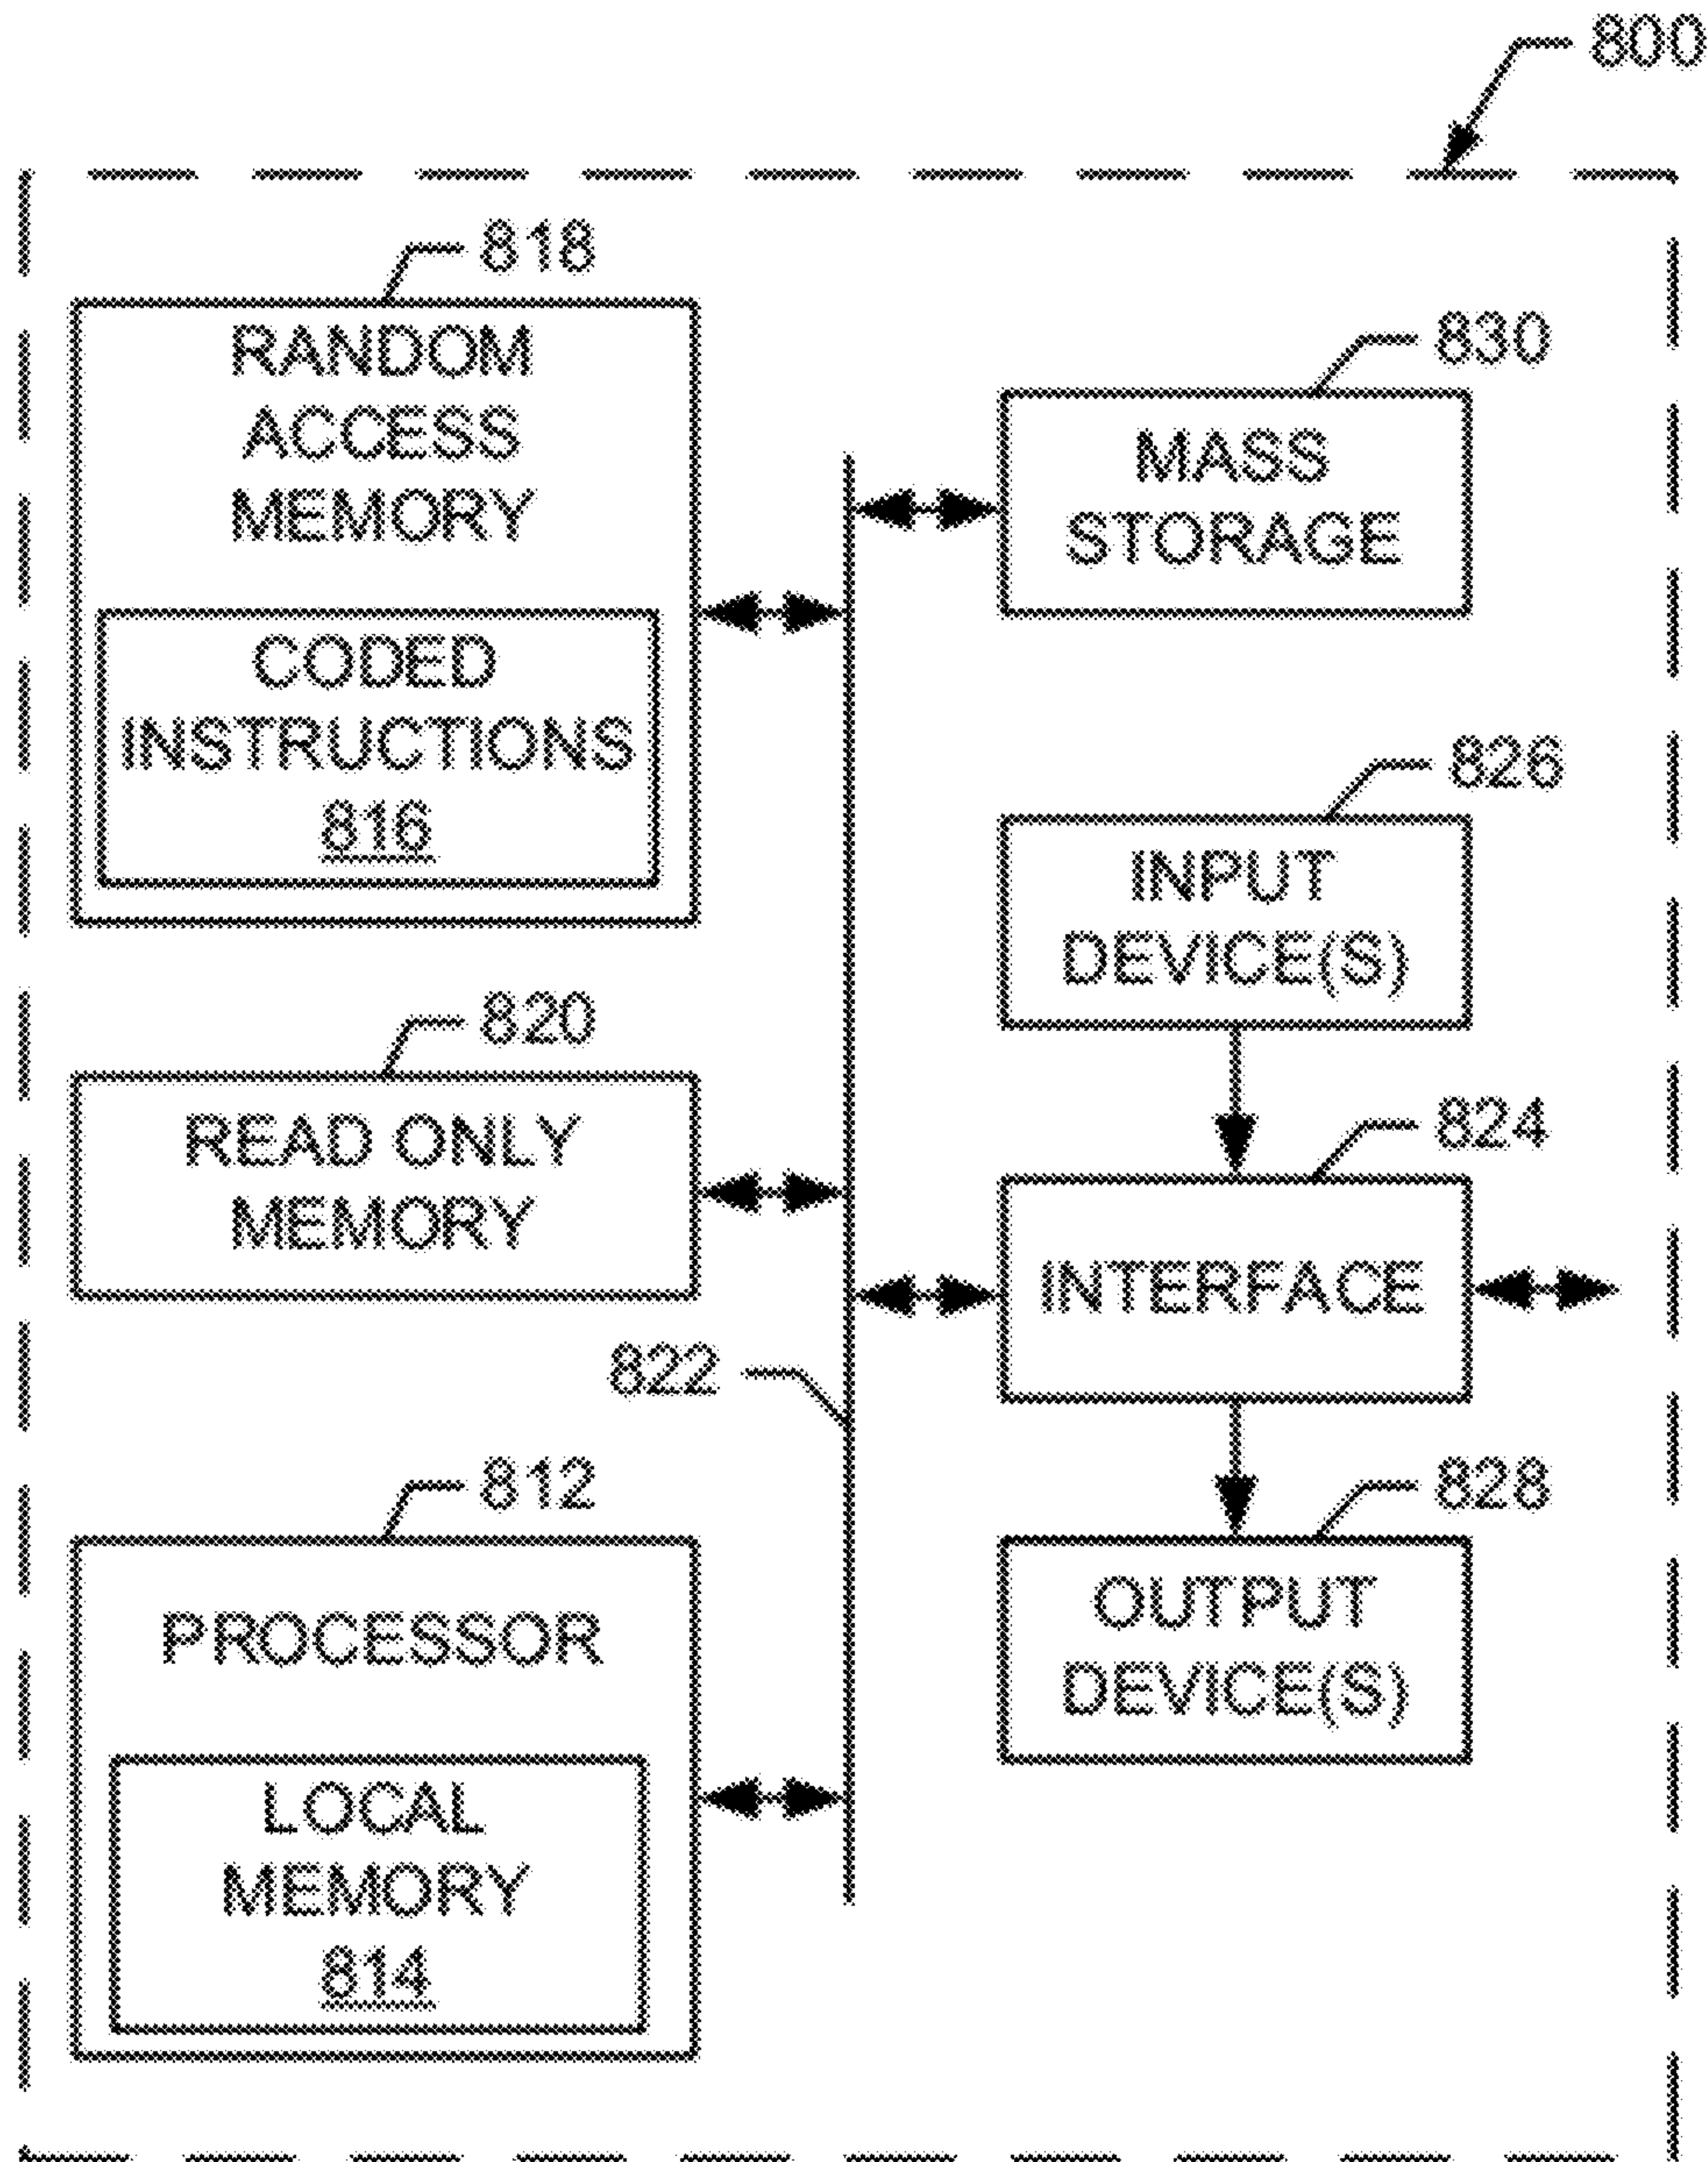 800
818
RANDOM
ACCESS
MEMORY
CODED
INSTRUCTIONS
816
830
MASS
STORAGE
826
INPUT
DEVICE(S)
820
READ ONLY
MEMORY
824
INTERFACE
822
812
PROCESSOR
LOCAL
MEMORY
814
828
OUTPUT
DEVICE(S)